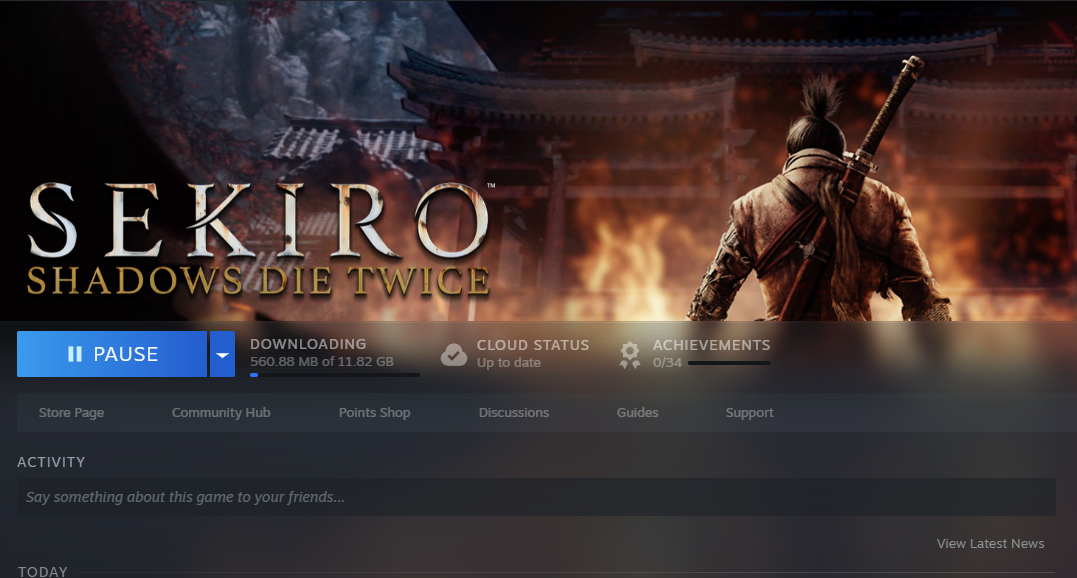 SEKIRO™
SHADOWS DIE TWICE
PAUSE
DOWNLOADING
560.88 MB of 11.82 GB
CLOUD STATUS
Up to date
ACHIEVEMENTS
0/34
Store Page
Community Hub
Points Shop
Discussions
Guides
Support
ACTIVITY
Say something about this game to your friends...
View Latest News
TODAY